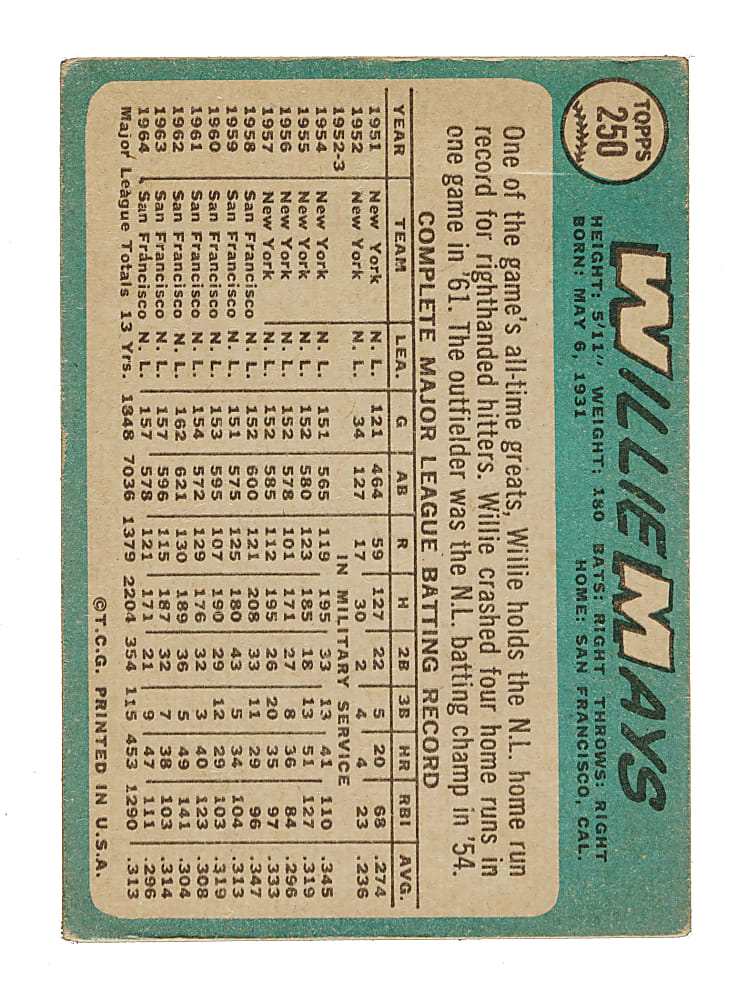 TOPPS
250
WILLIE MAYS
HEIGHT: 5'11" WEIGHT: 180 BATS: RIGHT THROWS: RIGHT
BORN: MAY 6, 1931 HOME: SAN FRANCISCO, CAL.
One of the game's all-time greats, Willie holds the N.L. home run
record for righthanded hitters. Willie crashed four home runs in
one game in '61. The outfielder was the N.L. batting champ in '54.
COMPLETE MAJOR LEAGUE BATTING RECORD
YEAR TEAM LEA. G AB R H 2B 3B HR RBI AVG.
1951 New York N. L. 121 464 59 127 22 5 20 68 .274
1952 New York N. L. 34 127 17 30 2 4 4 23 .236
1952-3 IN MILITARY SERVICE
1954 New York N. L. 151 565 119 195 33 13 41 110 .345
1955 New York N. L. 152 580 123 185 18 13 51 127 .319
1956 New York N. L. 152 578 101 171 27 8 36 84 .296
1957 New York N. L. 152 585 112 195 26 20 35 97 .333
1958 San Francisco N. L. 152 600 121 208 33 11 29 96 .347
1959 San Francisco N. L. 151 575 125 180 43 5 34 104 .313
1960 San Francisco N. L. 153 595 107 190 29 12 29 103 .319
1961 San Francisco N. L. 154 572 129 176 32 3 40 123 .308
1962 San Francisco N. L. 162 621 130 189 36 5 49 141 .304
1963 San Francisco N. L. 157 596 115 187 32 7 38 103 .314
1964 San Francisco N. L. 157 578 121 171 21 9 47 111 .296
Major League Totals 13 Yrs. 1848 7036 1379 2204 354 115 453 1290 .313
©T.C.G. PRINTED IN U.S.A.